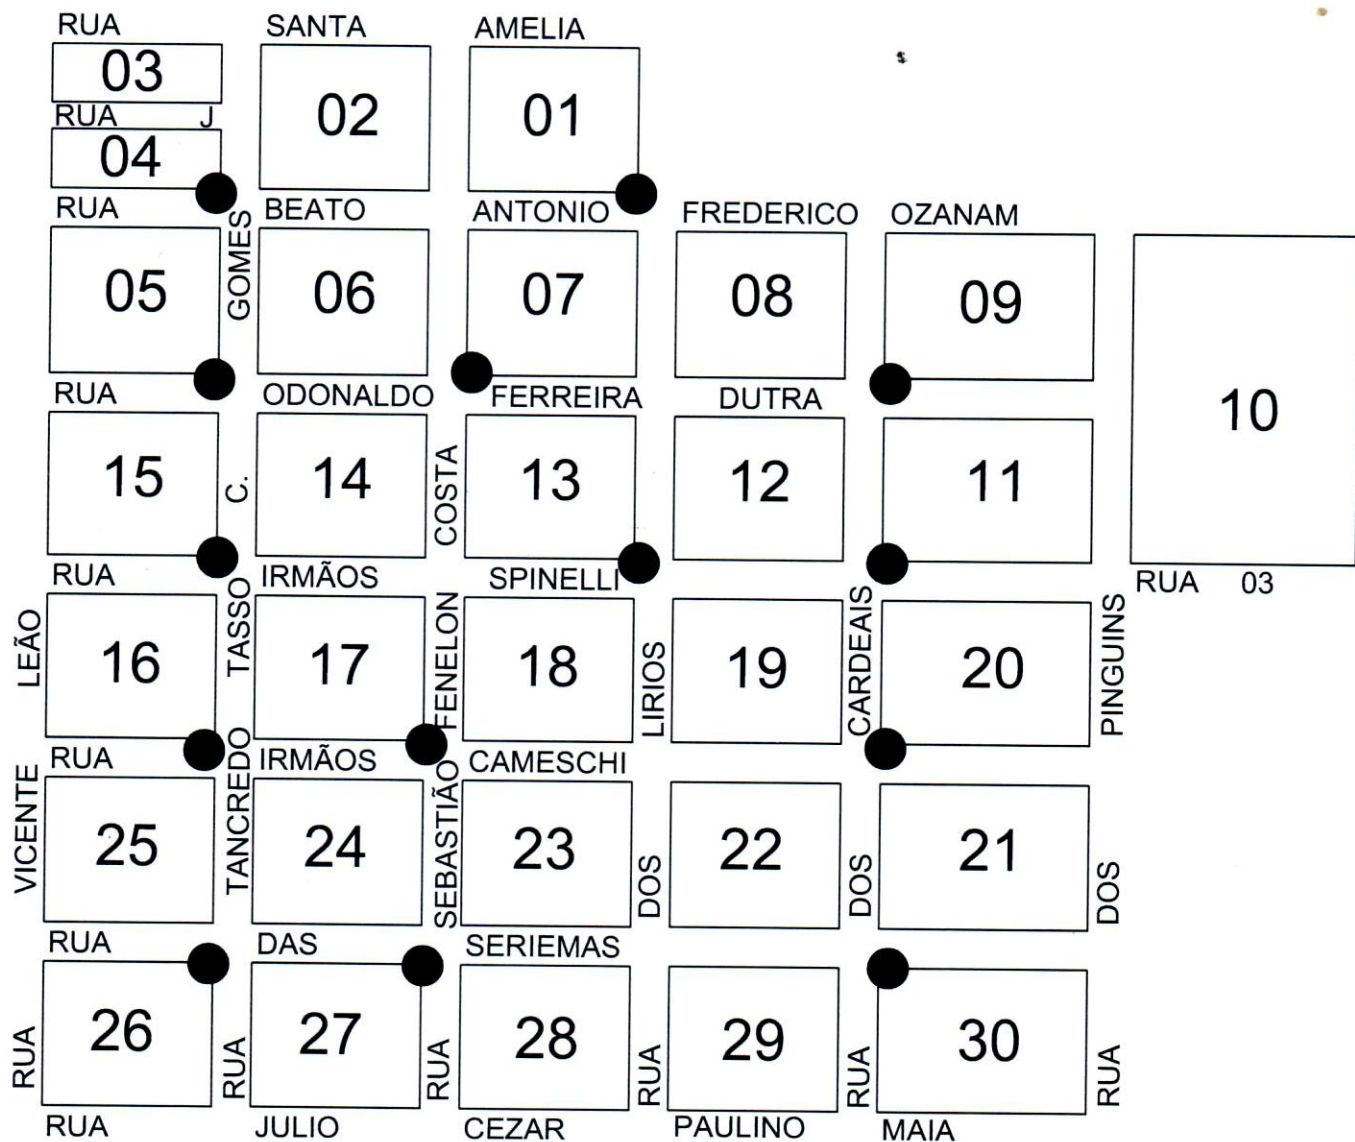 RUA SANTA AMELIA
03 02 01
RUA J
04
RUA BEATO ANTONIO FREDERICO OZANAM
05 06 07 08 09 10
RUA ODONALDO FERREIRA DUTRA
15 14 13 12 11
RUA IRMÃOS SPINELLI
RUA 03
16 17 18 19 20
RUA IRMÃOS CAMESCHI
25 24 23 22 21
RUA DAS SERIEMAS
26 27 28 29 30
RUA JULIO CEZAR PAULINO MAIA
RUA VICENTE LEÃO
RUA TANCREDO TASSO C. GOMES
RUA SEBASTIÃO FENELON COSTA
RUA DOS LIRIOS
RUA DOS CARDEAIS
RUA DOS PINGUINS